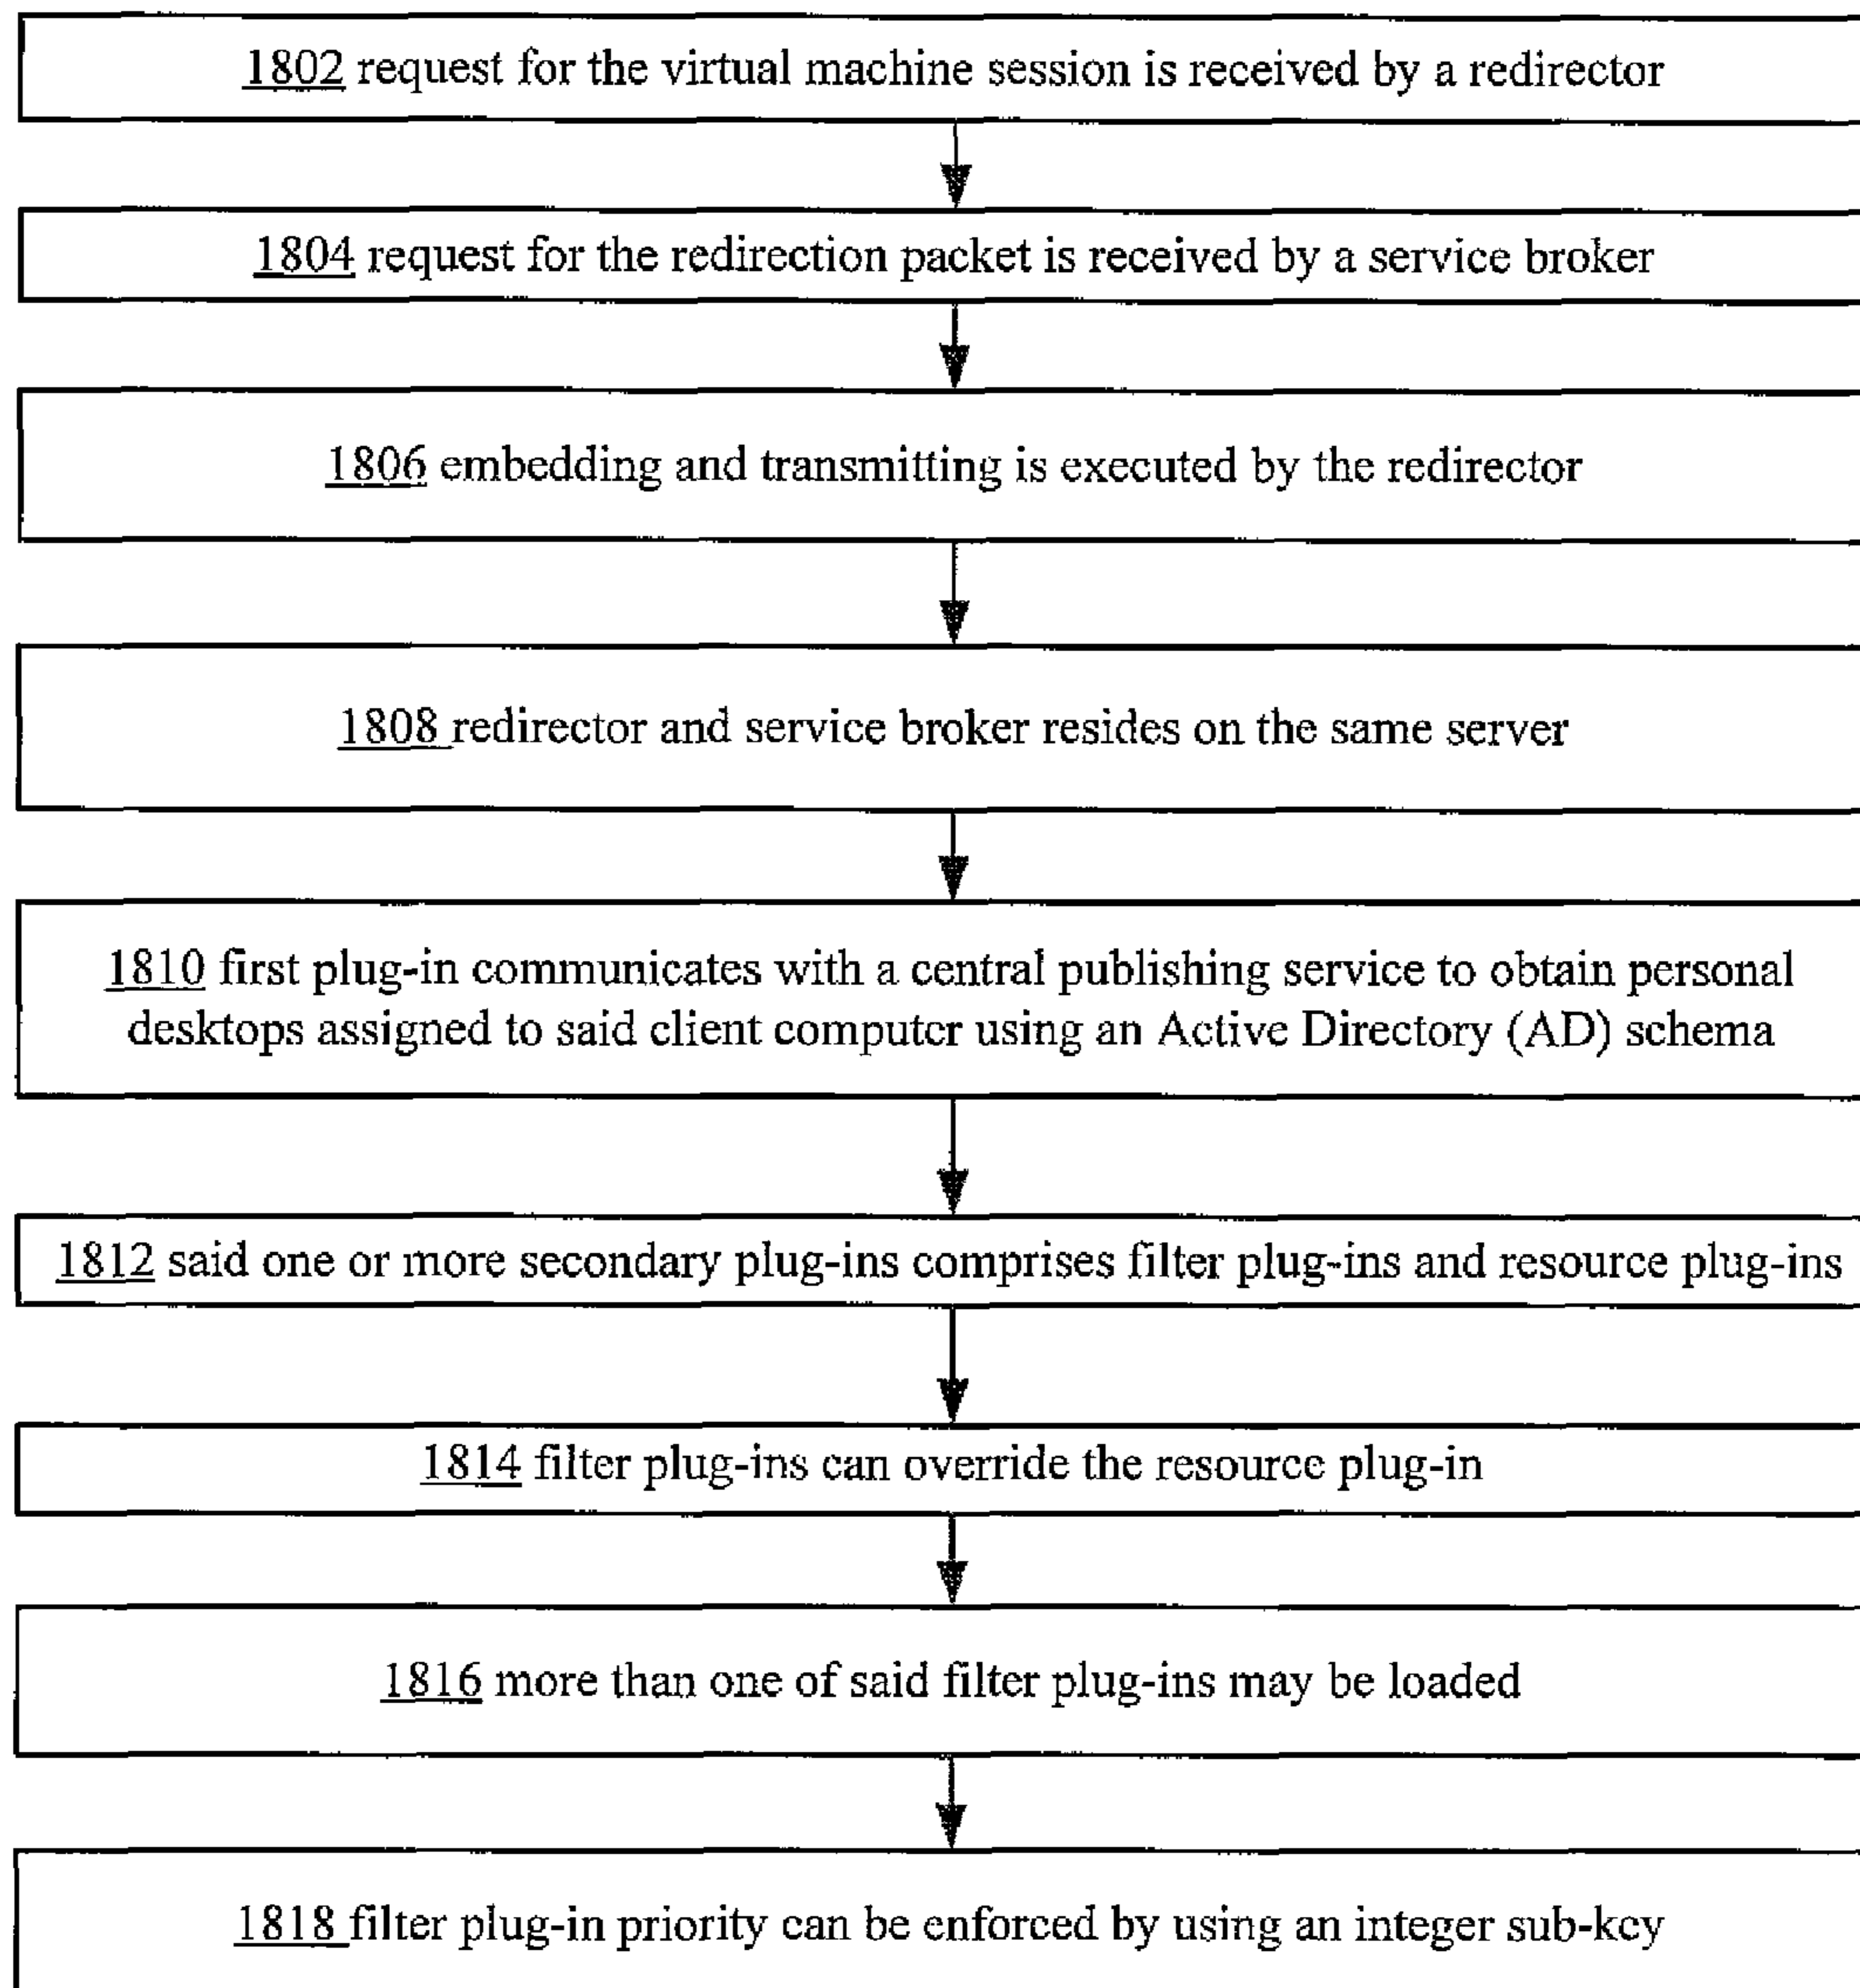 1802 request for the virtual machine session is received by a redirector
1804 request for the redirection packet is received by a service broker
1806 embedding and transmitting is executed by the redirector
1808 redirector and service broker resides on the same server
1810 first plug-in communicates with a central publishing service to obtain personal
desktops assigned to said client computer using an Active Directory (AD) schema
1812 said one or more secondary plug-ins comprises filter plug-ins and resource plug-ins
1814 filter plug-ins can override the resource plug-in
1816 more than one of said filter plug-ins may be loaded
1818 filter plug-in priority can be enforced by using an integer sub-key